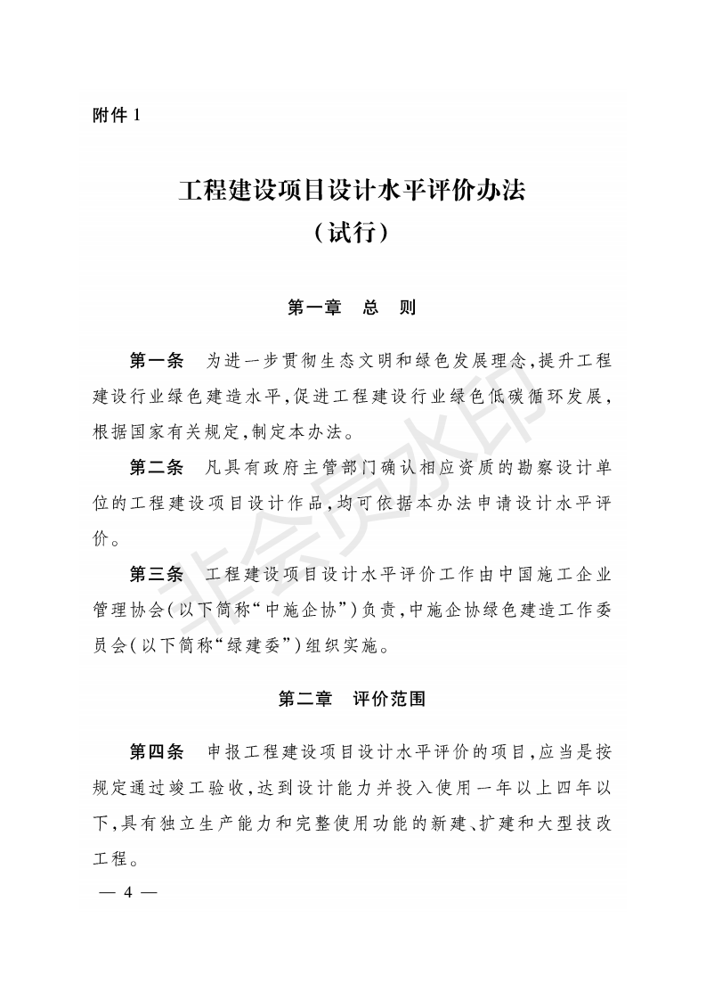 附件1
工程建设项目设计水平评价办法
（试行）
第一章 总 则
第一条 为进一步贯彻生态文明和绿色发展理念，提升工程
建设行业绿色建造水平，促进工程建设行业绿色低碳循环发展，
根据国家有关规定，制定本办法。
第二条 凡具有政府主管部门确认相应资质的勘察设计单
位的工程建设项目设计作品，均可依据本办法申请设计水平评
价。
第三条 工程建设项目设计水平评价工作由中国施工企业
管理协会（以下简称“中施企协”）负责，中施企协绿色建造工作委
员会（以下简称“绿建委”）组织实施。
第二章 评价范围
第四条 申报工程建设项目设计水平评价的项目，应当是按
规定通过竣工验收，达到设计能力并投入使用一年以上四年以
下，具有独立生产能力和完整使用功能的新建、扩建和大型技改
工程。
— 4 —
非会员水印